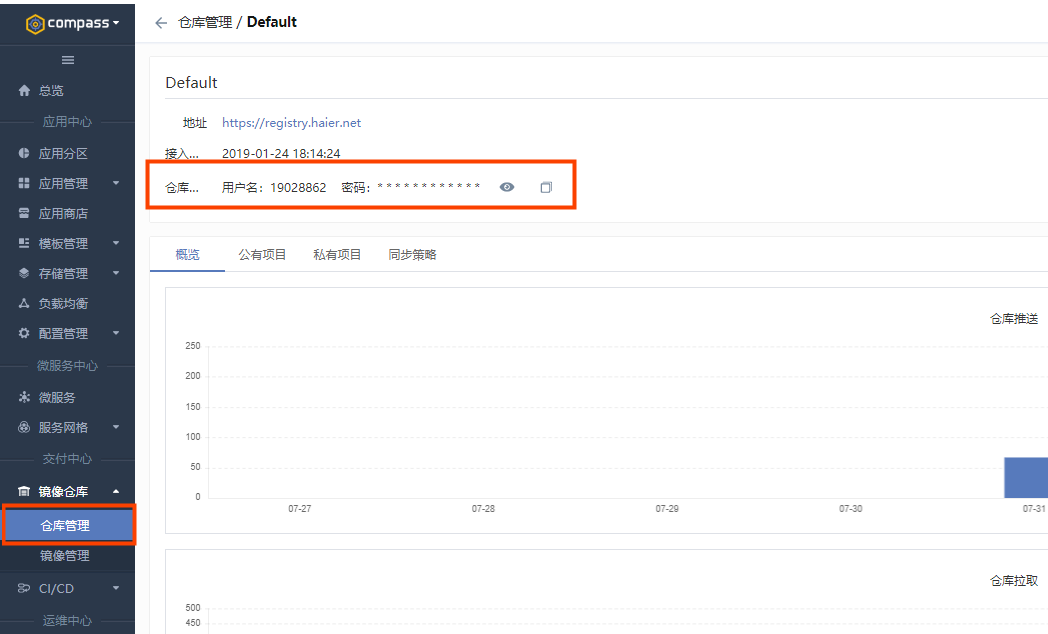 compass
总览
应用中心
应用分区
应用管理
应用商店
模板管理
存储管理
负载均衡
配置管理
微服务中心
微服务
服务网格
交付中心
镜像仓库
仓库管理
镜像管理
CI/CD
运维中心
仓库管理 / Default
Default
地址 https://registry.haier.net
接入... 2019-01-24 18:14:24
仓库... 用户名：19028862 密码：* * * * * * * * * * * *
概览 公有项目 私有项目 同步策略
仓库推送
250
200
150
100
50
0
07-27 07-28 07-29 07-30 07-31
仓库拉取
500
450